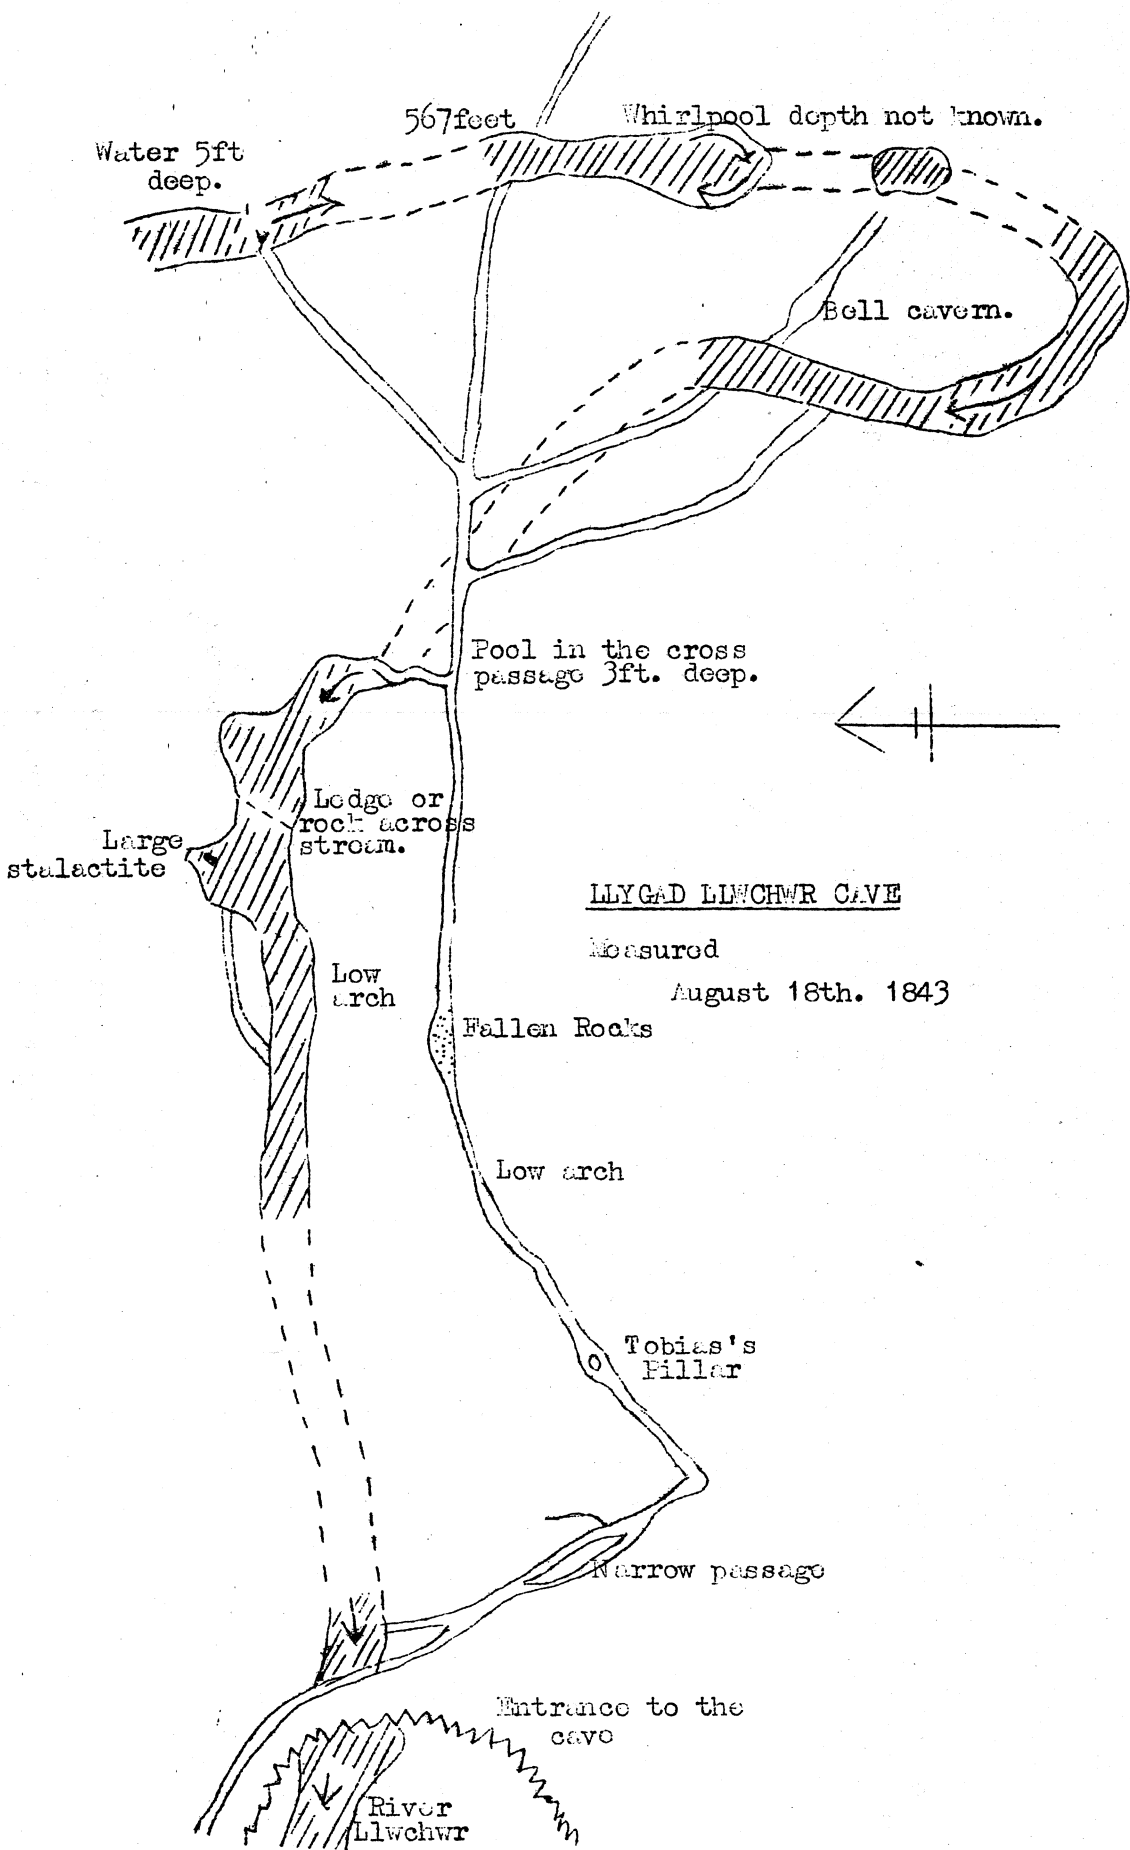 567feet
Whirlpool depth not known.
Water 5ft
deep.
Bell cavern.
Pool in the cross
passage 3ft. deep.
Ledge or
rock across
stream.
Large
stalactite
LLYGAD LLWCHWR CAVE
Measured
August 18th. 1843
Low
arch
Fallen Rocks
Low arch
Tobias's
Pillar
Narrow passage
Entrance to the
cave
River
Llwchwr